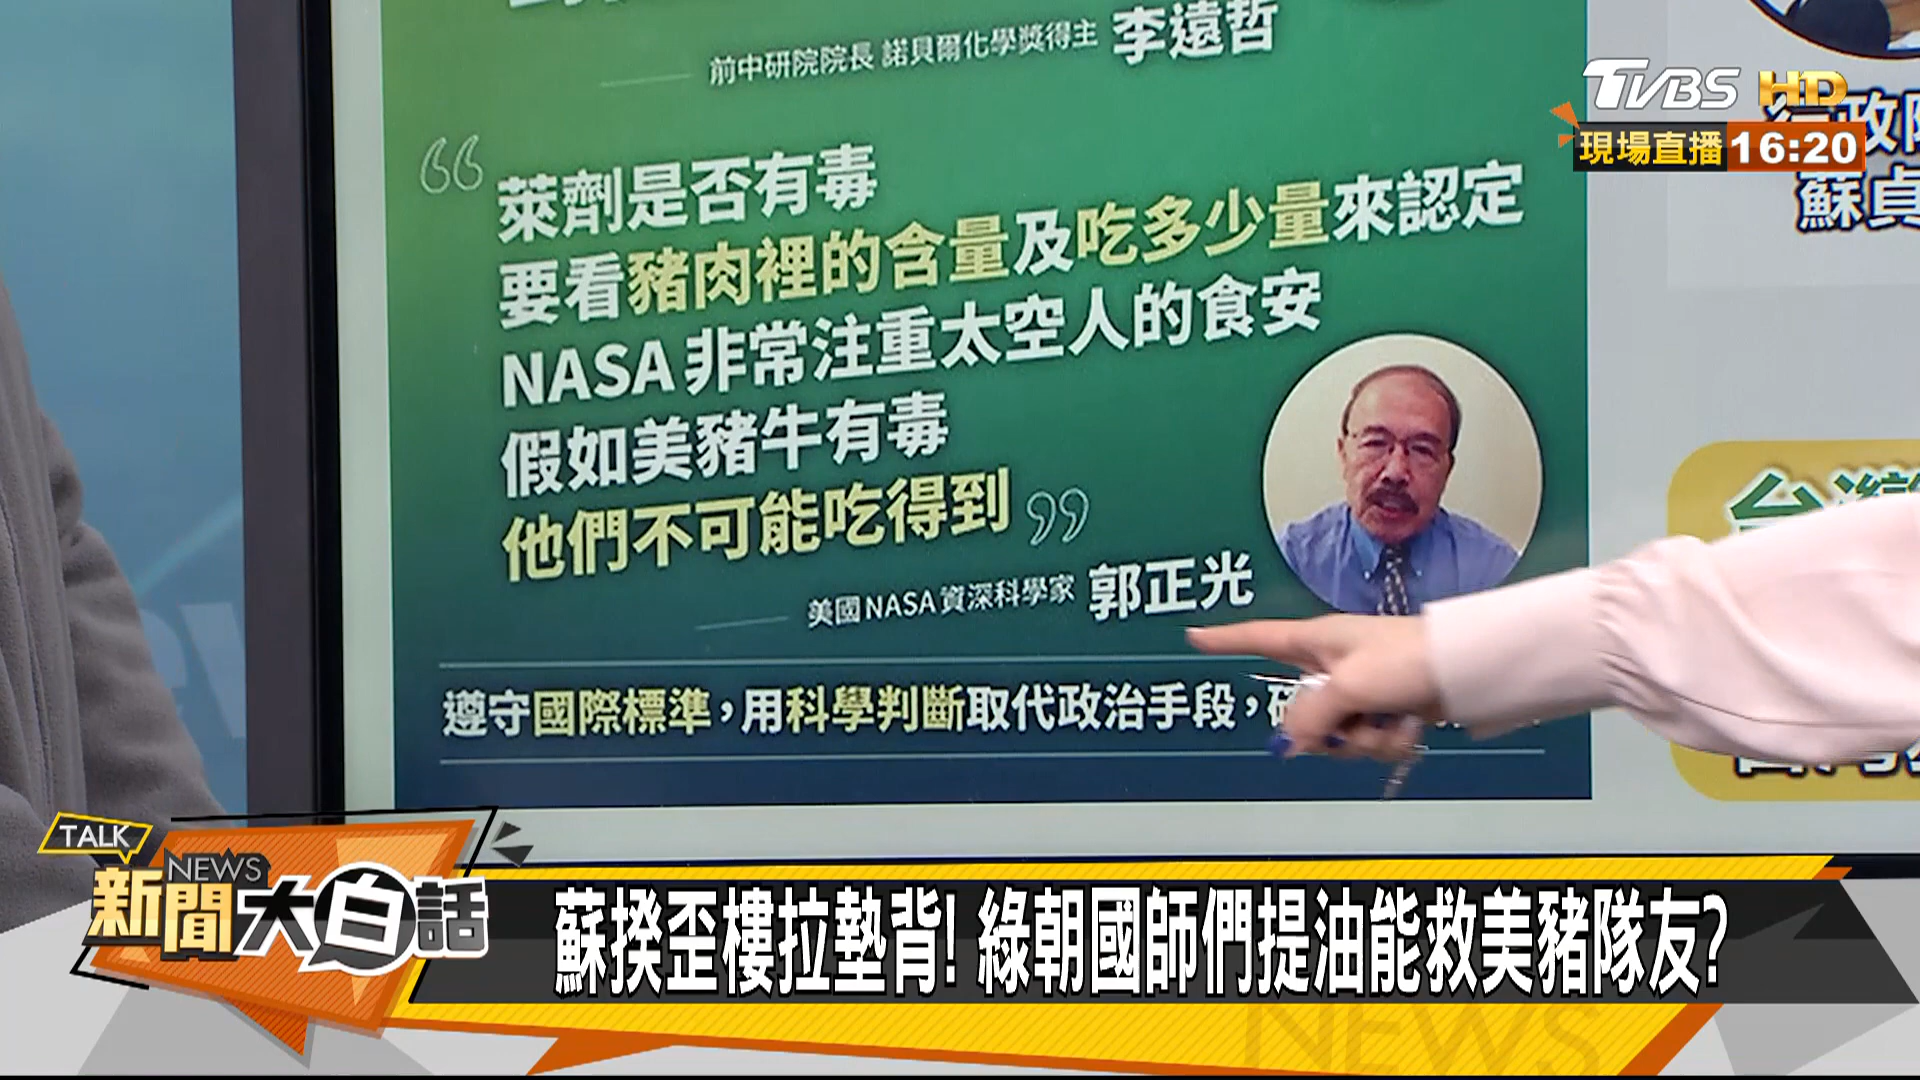 前中研院院長 諾貝爾化學獎得主 李遠哲
TVBS HD
現場直播 16:20
蘇貞
萊劑是否有毒
要看豬肉裡的含量及吃多少量來認定
NASA非常注重太空人的食安
假如美豬牛有毒
他們不可能吃得到
美國NASA資深科學家 郭正光
遵守國際標準,用科學判斷取代政治手段,
TALK
NEWS
新聞大白話
蘇揆歪樓拉墊背! 綠朝國師們提油能救美豬隊友?
NEWS